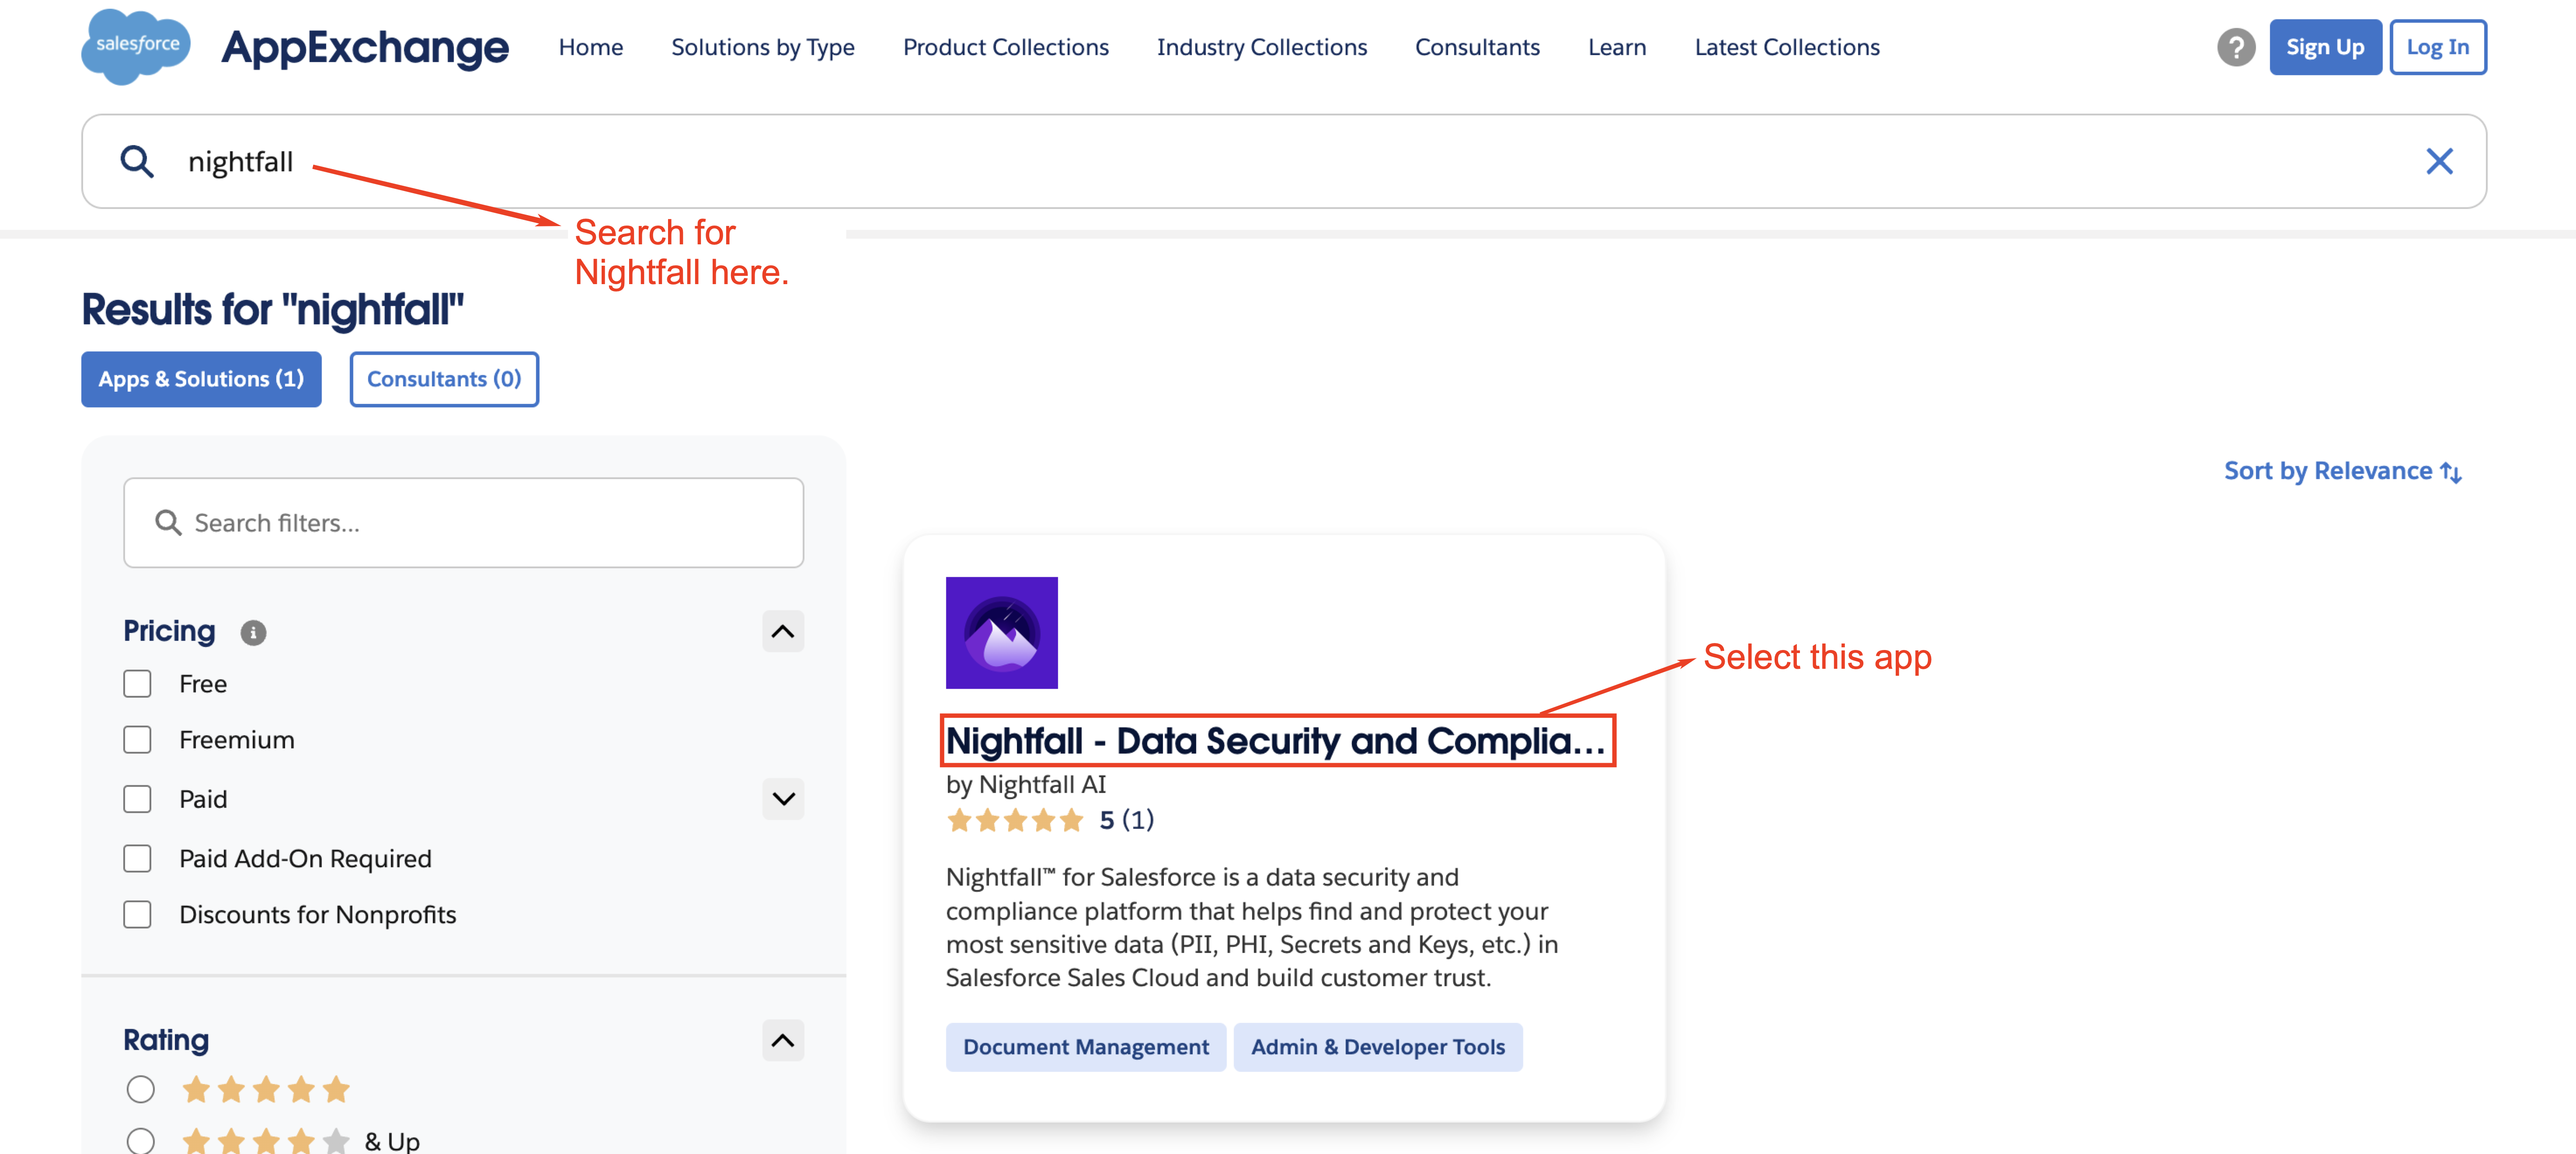 salesforce
AppExchange
Home Solutions by Type Product Collections Industry Collections Consultants Learn Latest Collections
? Sign Up Log In
nightfall
Search for
Nightfall here.
Results for "nightfall"
Apps & Solutions (1) Consultants (0)
Sort by Relevance
Search filters...
Pricing
Free
Freemium
Paid
Paid Add-On Required
Discounts for Nonprofits
Rating
& Up
Select this app
Nightfall - Data Security and Complia...
by Nightfall AI
5 (1)
Nightfall™ for Salesforce is a data security and
compliance platform that helps find and protect your
most sensitive data (PII, PHI, Secrets and Keys, etc.) in
Salesforce Sales Cloud and build customer trust.
Document Management Admin & Developer Tools